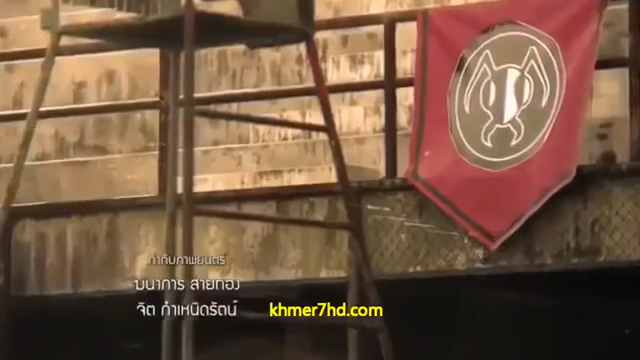 กำกับภาพยนตร์
มนาการ สายทอง
จิต กำเหนิดรัตน์
khmer7hd.com